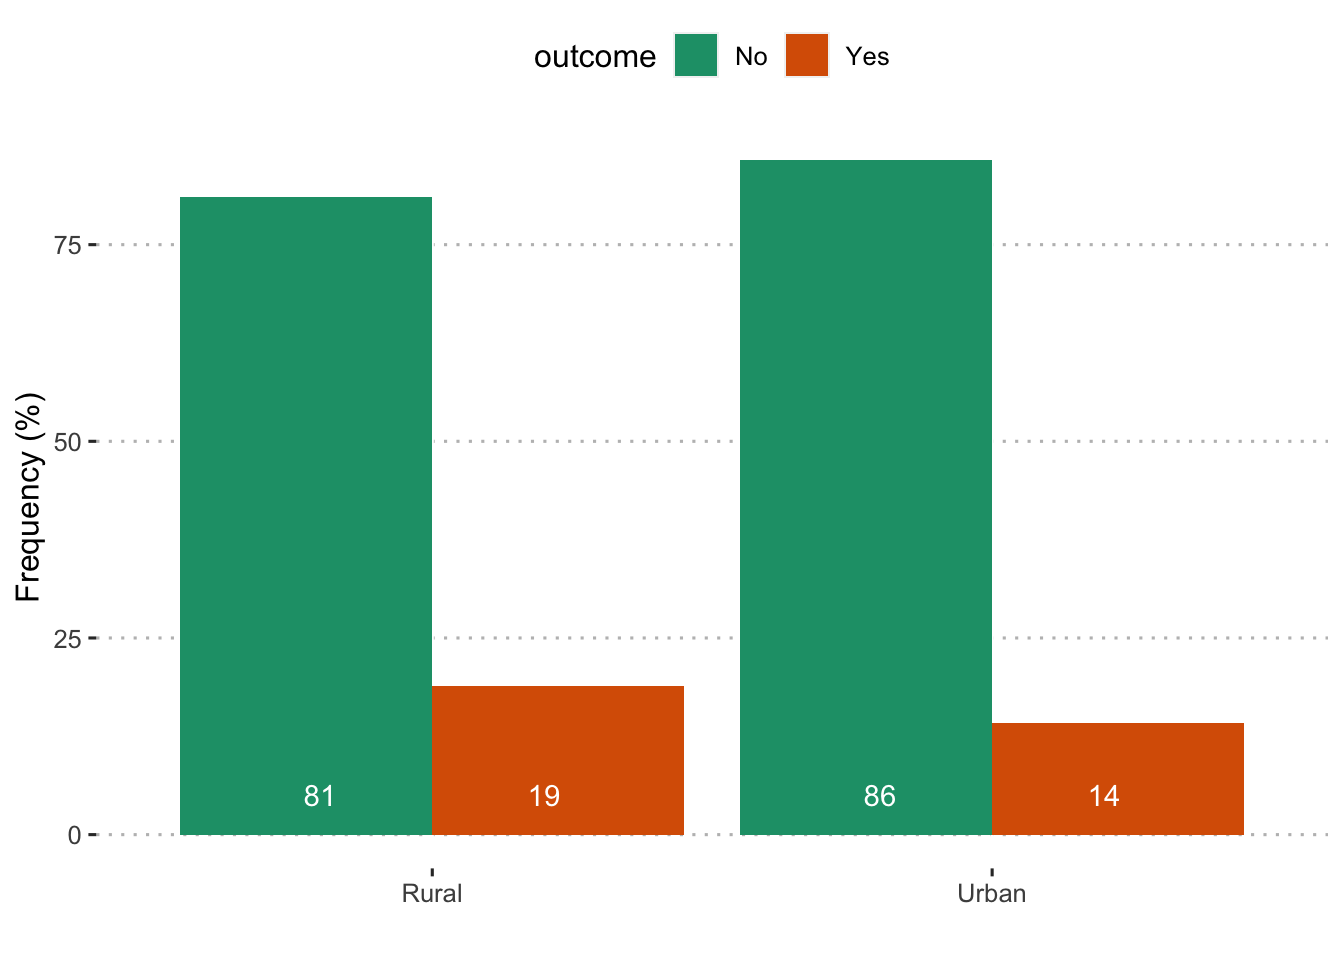 outcome No Yes
75
50
25
0
Frequency (%)
81 19 86 14
Rural Urban